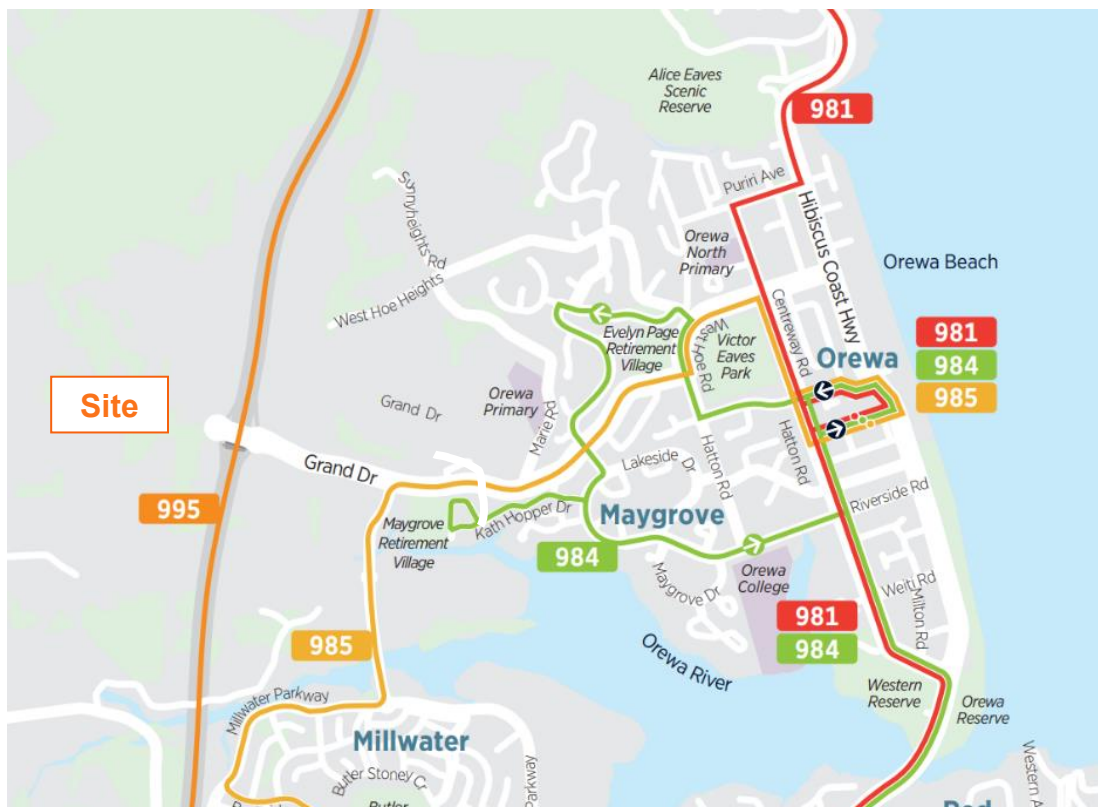 Alice Eaves
Scenic
Reserve
981
Puriri Ave
Sunnyheights Rd
Hibiscus Coast Hwy
Orewa
North
Primary
Orewa Beach
West Hoe Heights
Centreway Rd
Evelyn Page
Retirement
Village
West Hoe Rd
Victor
Eaves
Park
Orewa
981
984
985
Site
Orewa
Primary
Grand Dr
Marie Rd
Hatton Rd
Lakeside Dr
Hatton Rd
Grand Dr
995
Riverside Rd
Maygrove
Retirement
Village
Kath Hopper Dr
Maygrove
984
Orewa
College
Maygrove Dr
Weiti Rd
Milton Rd
981
984
985
Orewa River
Western
Reserve
Orewa
Reserve
Millwater Parkway
Millwater
Butler Stoney Cr
Parkway
Western
Butler
Red